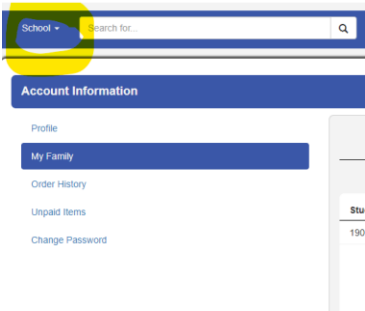 School
Search for...
Account Information
Profile
My Family
Order History
Unpaid Items
Change Password
Stu
190